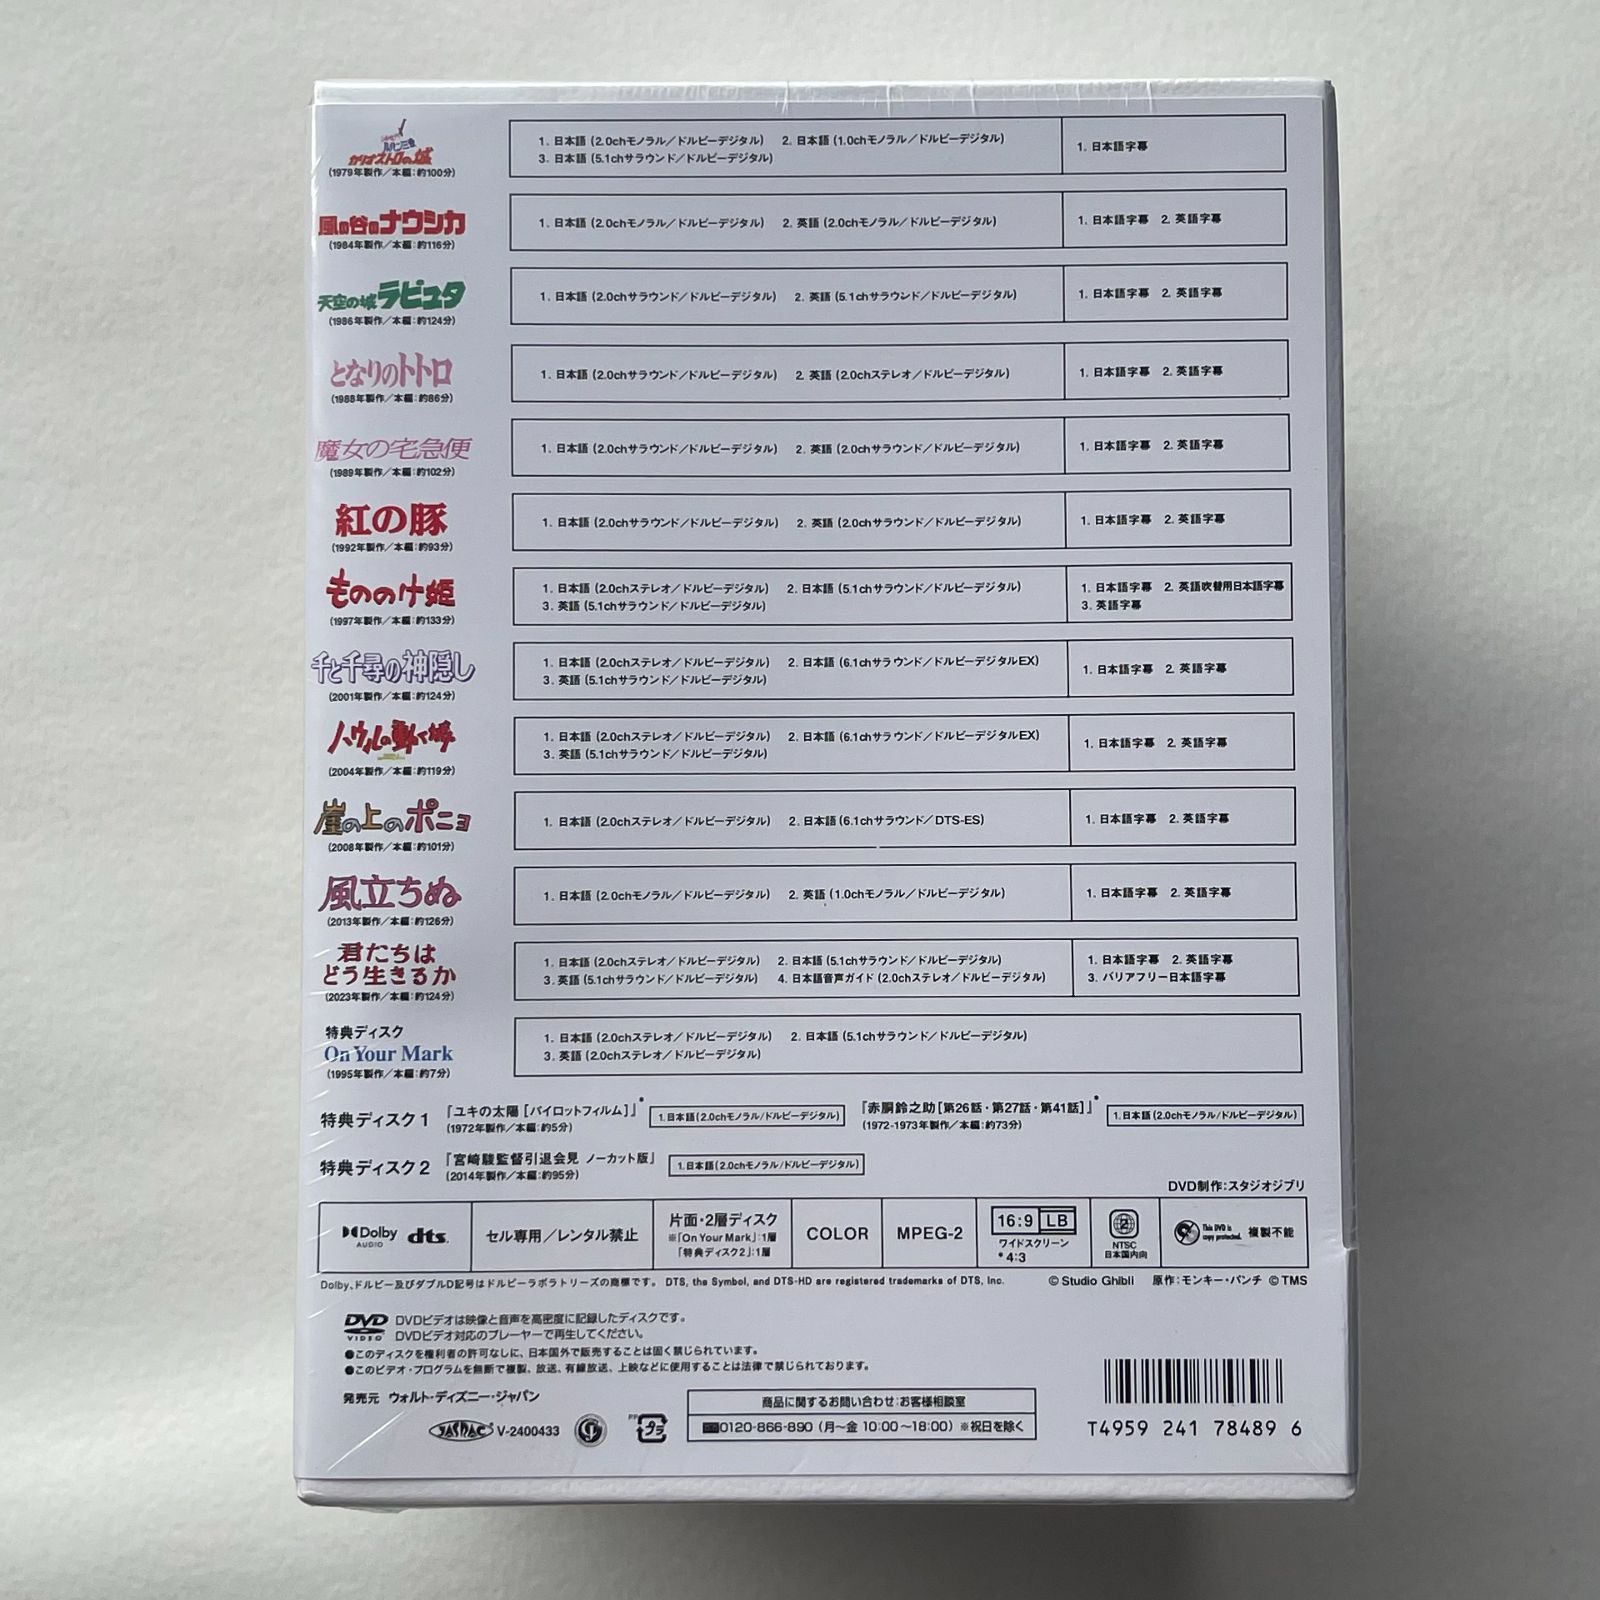 ルパン三世
カリオストロの城
(1979年製作/本編:約100分)
1. 日本語 (2.0chモノラル/ドルビーデジタル) 2. 日本語 (1.0chモノラル/ドルビーデジタル)
3. 日本語 (5.1chサラウンド/ドルビーデジタル)
1. 日本語字幕
風の谷のナウシカ
(1984年製作/本編:約116分)
1. 日本語 (2.0chモノラル/ドルビーデジタル) 2. 英語 (2.0chモノラル/ドルビーデジタル)
1. 日本語字幕 2. 英語字幕
天空の城ラピュタ
(1986年製作/本編:約124分)
1. 日本語 (2.0chサラウンド/ドルビーデジタル) 2. 英語 (5.1chサラウンド/ドルビーデジタル)
1. 日本語字幕 2. 英語字幕
となりのトトロ
(1988年製作/本編:約86分)
1. 日本語 (2.0chサラウンド/ドルビーデジタル) 2. 英語 (2.0chステレオ/ドルビーデジタル)
1. 日本語字幕 2. 英語字幕
魔女の宅急便
(1989年製作/本編:約102分)
1. 日本語 (2.0chサラウンド/ドルビーデジタル) 2. 英語 (2.0chサラウンド/ドルビーデジタル)
1. 日本語字幕 2. 英語字幕
紅の豚
(1992年製作/本編:約93分)
1. 日本語 (2.0chサラウンド/ドルビーデジタル) 2. 英語 (2.0chサラウンド/ドルビーデジタル)
1. 日本語字幕 2. 英語字幕
もののけ姫
(1997年製作/本編:約133分)
1. 日本語 (2.0chステレオ/ドルビーデジタル) 2. 日本語 (5.1chサラウンド/ドルビーデジタル)
3. 英語 (5.1chサラウンド/ドルビーデジタル)
1. 日本語字幕 2. 英語吹替用日本語字幕
3. 英語字幕
千と千尋の神隠し
(2001年製作/本編:約124分)
1. 日本語 (2.0chステレオ/ドルビーデジタル) 2. 日本語 (6.1chサラウンド/ドルビーデジタルEX)
3. 英語 (5.1chサラウンド/ドルビーデジタル)
1. 日本語字幕 2. 英語字幕
ハウルの動く城
(2004年製作/本編:約119分)
1. 日本語 (2.0chステレオ/ドルビーデジタル) 2. 日本語 (6.1chサラウンド/ドルビーデジタルEX)
3. 英語 (5.1chサラウンド/ドルビーデジタル)
1. 日本語字幕 2. 英語字幕
崖の上のポニョ
(2008年製作/本編:約101分)
1. 日本語 (2.0chステレオ/ドルビーデジタル) 2. 日本語 (6.1chサラウンド/DTS-ES)
1. 日本語字幕 2. 英語字幕
風立ちぬ
(2013年製作/本編:約126分)
1. 日本語 (2.0chモノラル/ドルビーデジタル) 2. 英語 (1.0chモノラル/ドルビーデジタル)
1. 日本語字幕 2. 英語字幕
君たちは
どう生きるか
(2023年製作/本編:約124分)
1. 日本語 (2.0chステレオ/ドルビーデジタル) 2. 日本語 (5.1chサラウンド/ドルビーデジタル)
3. 英語 (5.1chサラウンド/ドルビーデジタル) 4. 日本語音声ガイド (2.0chステレオ/ドルビーデジタル)
1. 日本語字幕 2. 英語字幕
3. バリアフリー日本語字幕
特典ディスク
On Your Mark
(1995年製作/本編:約7分)
1. 日本語 (2.0chステレオ/ドルビーデジタル) 2. 日本語 (5.1chサラウンド/ドルビーデジタル)
3. 英語 (2.0chステレオ/ドルビーデジタル)
特典ディスク1 『ユキの太陽 [パイロットフィルム]』* 1.日本語(2.0chモノラル/ドルビーデジタル) 『赤胴鈴之助[第26話・第27話・第41話]』* 1.日本語(2.0chモノラル/ドルビーデジタル)
(1972年製作/本編:約5分) (1972-1973年製作/本編:約73分)
特典ディスク2 『宮崎駿監督引退会見 ノーカット版』 1.日本語(2.0chモノラル/ドルビーデジタル)
(2014年製作/本編:約95分)
DVD制作:スタジオジブリ
Dolby AUDIO dts. セル専用/レンタル禁止
片面・2層ディスク
※「On Your Mark」:1層
「特典ディスク2」:1層
COLOR MPEG-2
16:9 LB
ワイドスクリーン
*4:3
2
NTSC
日本国内向
This DVD is
copy protected.
複製不能
Dolby、ドルビー及びダブルD記号はドルビーラボラトリーズの商標です。 DTS, the Symbol, and DTS-HD are registered trademarks of DTS, Inc. © Studio Ghibli 原作:モンキー・パンチ ©TMS
DVD VIDEO
DVDビデオは映像と音声を高密度に記録したディスクです。
DVDビデオ対応のプレーヤーで再生してください。
●このディスクを権利者の許可なしに、日本国外で販売することは固く禁じられています。
●このビデオ・プログラムを無断で複製、放送、有線放送、上映などに使用することは法律で禁じられております。
発売元 ウォルト・ディズニー・ジャパン
JASRAC V-2400433
PP
プラ
商品に関するお問い合わせ:お客様相談室
0120-866-890 (月〜金 10:00〜18:00) ※祝日を除く
T4959 241 78489 6